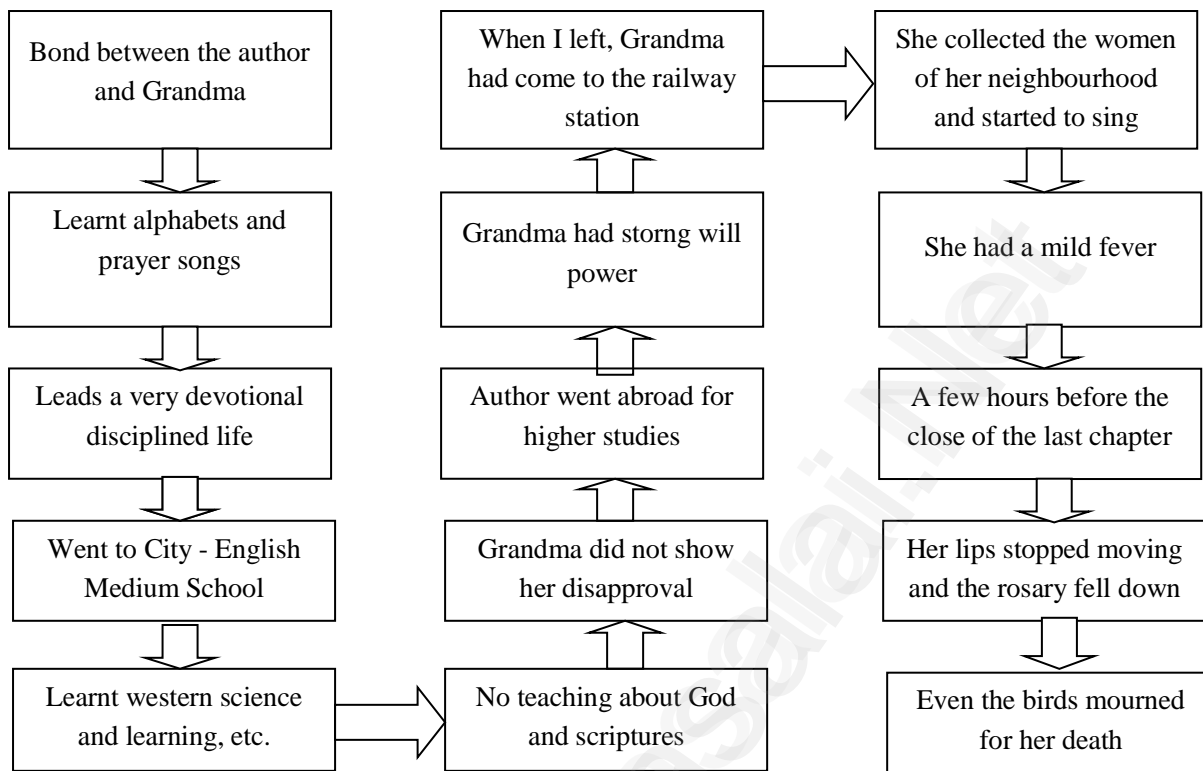 Bond between the author
and Grandma
Learnt alphabets and
prayer songs
Leads a very devotional
disciplined life
Went to City - English
Medium School
Learnt western science
and learning, etc.
No teaching about God
and scriptures
Grandma did not show
her disapproval
Author went abroad for
higher studies
Grandma had storng will
power
When I left, Grandma
had come to the railway
station
She collected the women
of her neighbourhood
and started to sing
She had a mild fever
A few hours before the
close of the last chapter
Her lips stopped moving
and the rosary fell down
Even the birds mourned
for her death
salai.Net